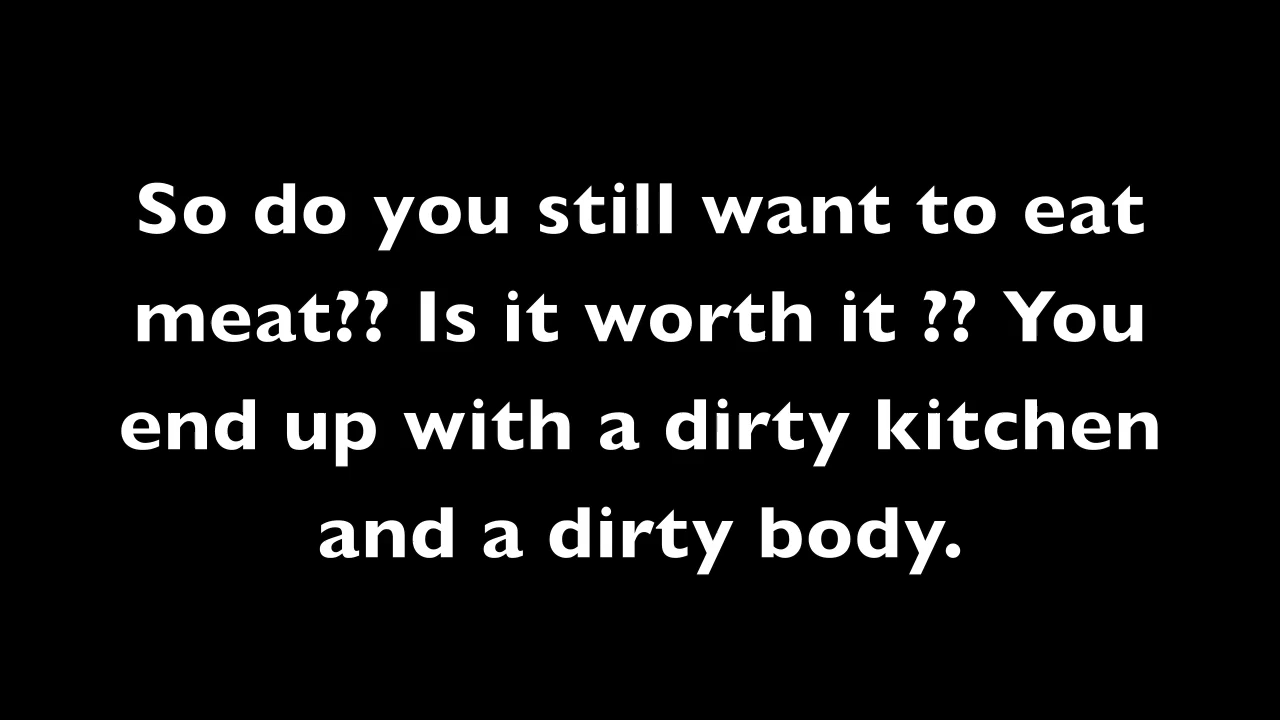 So do you still want to eat
meat?? Is it worth it ?? You
end up with a dirty kitchen
and a dirty body.